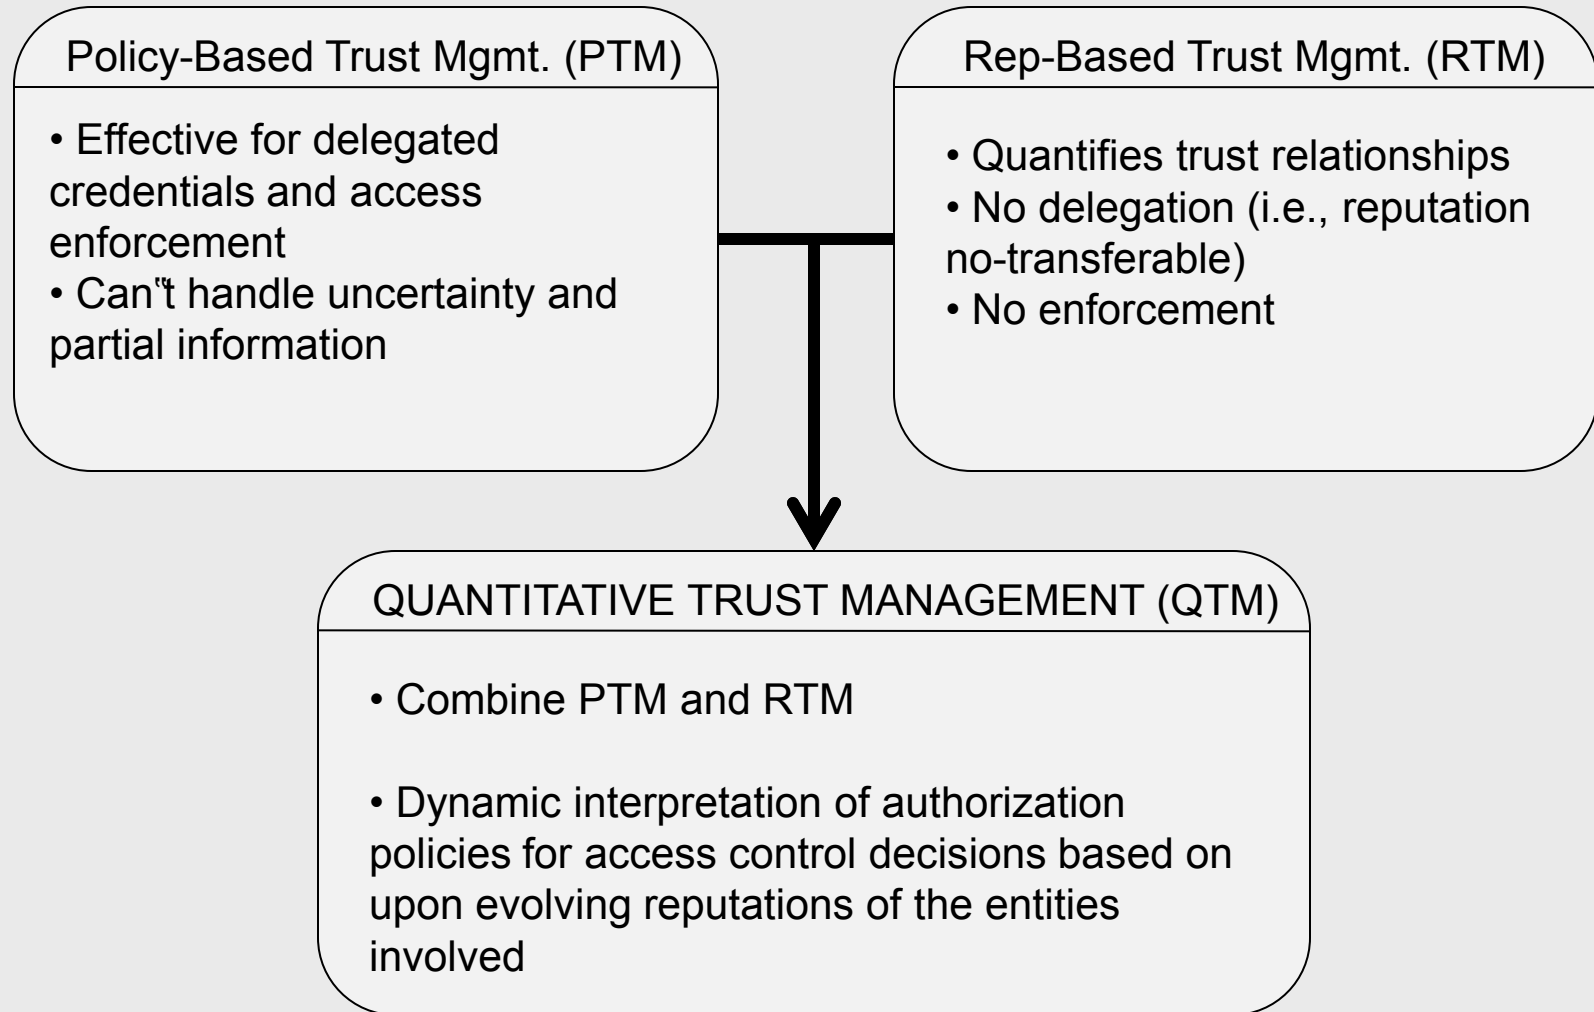 Policy-Based Trust Mgmt. (PTM)
• Effective for delegated
credentials and access
enforcement
• Can‟t handle uncertainty and
partial information
Rep-Based Trust Mgmt. (RTM)
• Quantifies trust relationships
• No delegation (i.e., reputation
no-transferable)
• No enforcement
QUANTITATIVE TRUST MANAGEMENT (QTM)
• Combine PTM and RTM
• Dynamic interpretation of authorization
policies for access control decisions based on
upon evolving reputations of the entities
involved